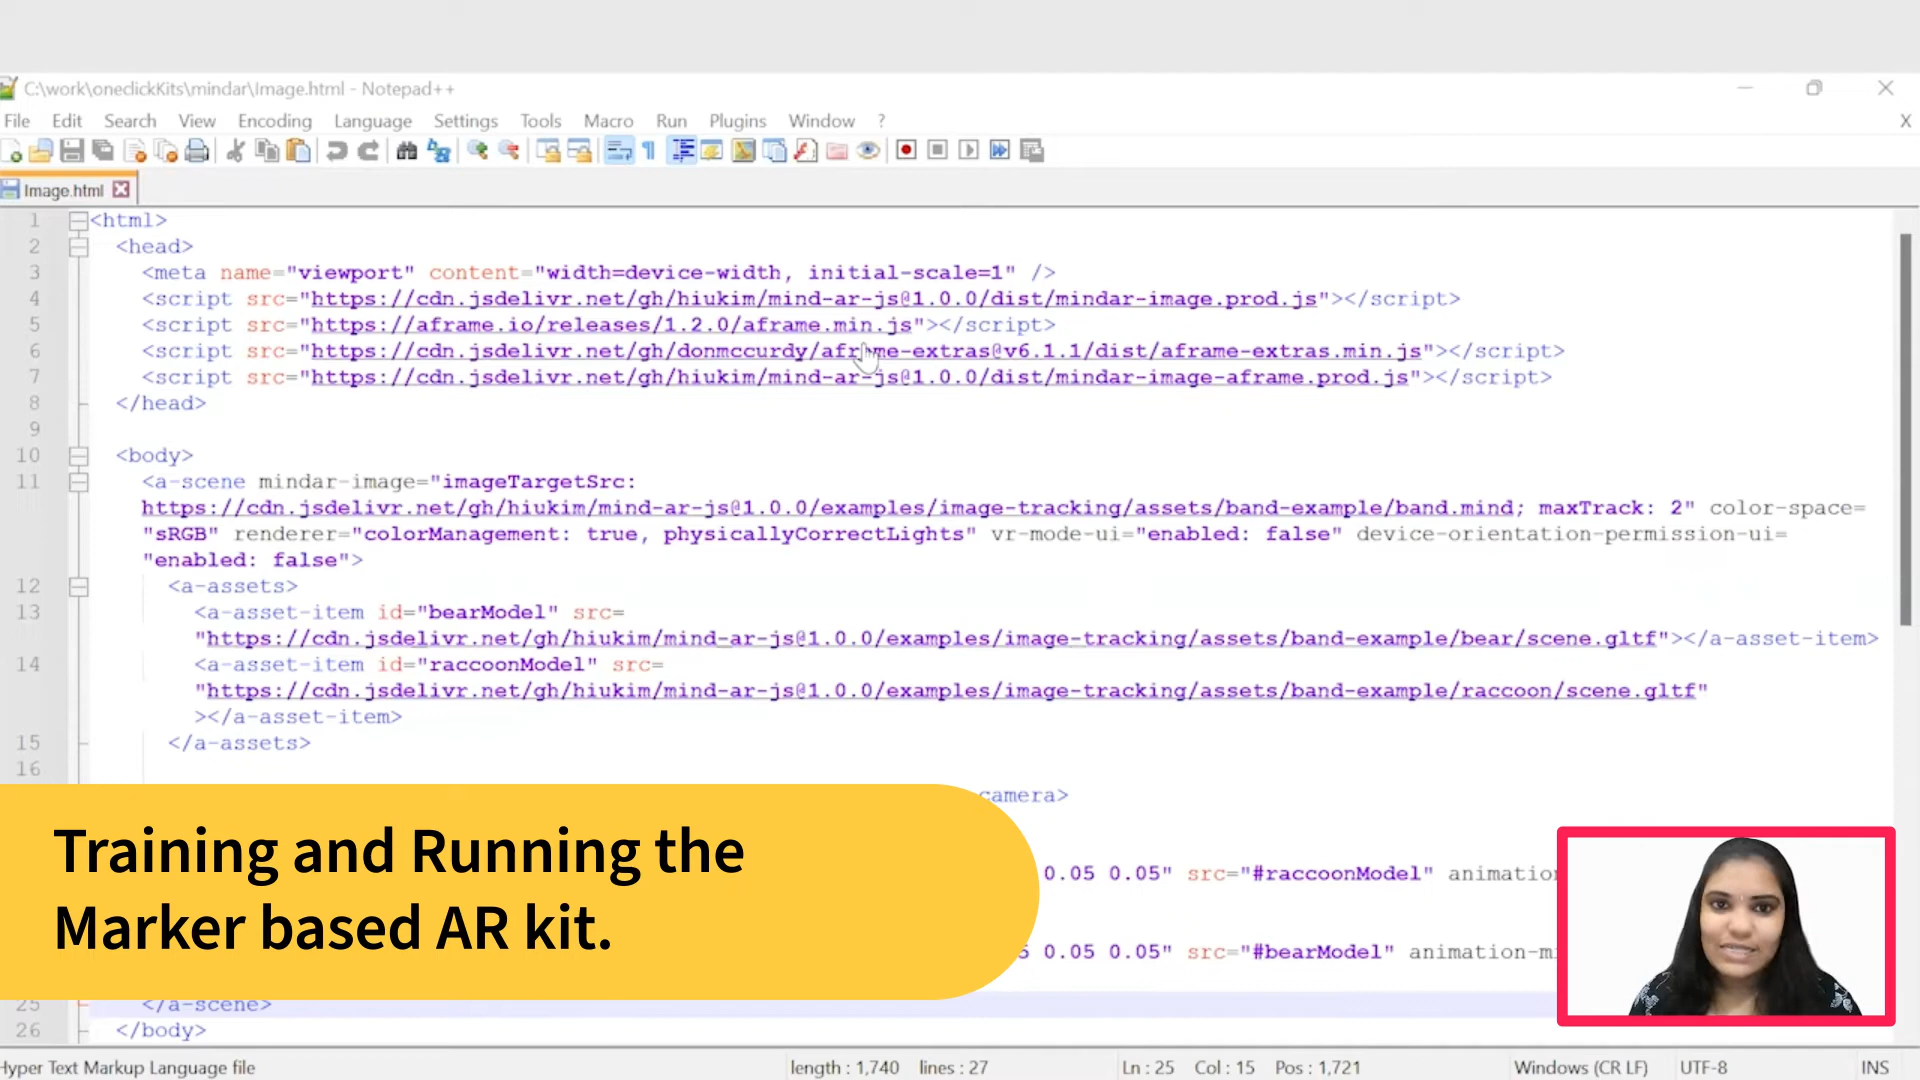 C:\work\oneclickKits\mindar\Image.html - Notepad++
File Edit Search View Encoding Language Settings Tools Macro Run Plugins Window ? X
Image.html
1 <html>
2 <head>
3 <meta name="viewport" content="width=device-width, initial-scale=1" />
4 <script src="https://cdn.jsdelivr.net/gh/hiukim/mind-ar-js@1.0.0/dist/mindar-image.prod.js"></script>
5 <script src="https://aframe.io/releases/1.2.0/aframe.min.js"></script>
6 <script src="https://cdn.jsdelivr.net/gh/donmccurdy/aframe-extras@v6.1.1/dist/aframe-extras.min.js"></script>
7 <script src="https://cdn.jsdelivr.net/gh/hiukim/mind-ar-js@1.0.0/dist/mindar-image-aframe.prod.js"></script>
8 </head>
9
10 <body>
11 <a-scene mindar-image="imageTargetSrc:
https://cdn.jsdelivr.net/gh/hiukim/mind-ar-js@1.0.0/examples/image-tracking/assets/band-example/band.mind; maxTrack: 2" color-space=
"sRGB" renderer="colorManagement: true, physicallyCorrectLights" vr-mode-ui="enabled: false" device-orientation-permission-ui=
"enabled: false">
12 <a-assets>
13 <a-asset-item id="bearModel" src=
"https://cdn.jsdelivr.net/gh/hiukim/mind-ar-js@1.0.0/examples/image-tracking/assets/band-example/bear/scene.gltf"></a-asset-item>
14 <a-asset-item id="raccoonModel" src=
"https://cdn.jsdelivr.net/gh/hiukim/mind-ar-js@1.0.0/examples/image-tracking/assets/band-example/raccoon/scene.gltf"
></a-asset-item>
15 </a-assets>
16
camera>
0.05 0.05" src="#raccoonModel" animation
0.05 0.05" src="#bearModel" animation-m
25 </a-scene>
26 </body>
Training and Running the
Marker based AR kit.
Hyper Text Markup Language file length : 1,740 lines : 27 Ln : 25 Col : 15 Pos : 1,721 Windows (CR LF) UTF-8 INS